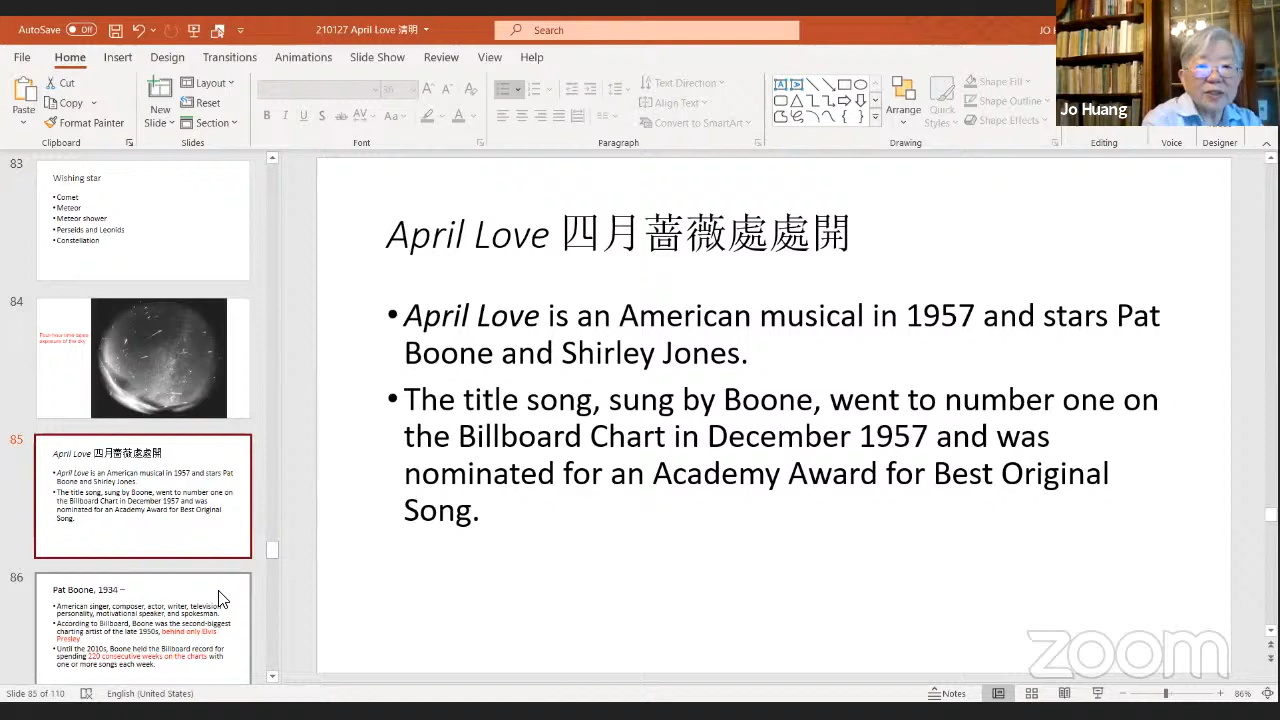 AutoSave Off
210127 April Love 清明
Search
JO
File Home Insert Design Transitions Animations Slide Show Review View Help
Paste
Cut
Copy
Format Painter
Clipboard
New
Slide
Layout
Reset
Section
Slides
36
Font
Text Direction
Align Text
Convert to SmartArt
Paragraph
Arrange
Quick
Styles
Shape Fill
Shape Outline
Shape Effects
Drawing
Editing
Voice
Designer
Jo Huang
83
Wishing star
• Comet
• Meteor
• Meteor shower
• Perseids and Leonids
• Constellation
84
Four-hour time lapse
exposure of the sky
85
April Love 四月薔薇處處開
• April Love is an American musical in 1957 and stars Pat
Boone and Shirley Jones.
• The title song, sung by Boone, went to number one on
the Billboard Chart in December 1957 and was
nominated for an Academy Award for Best Original
Song.
86
Pat Boone, 1934 –
• American singer, composer, actor, writer, television
personality, motivational speaker, and spokesman.
• According to Billboard, Boone was the second-biggest
charting artist of the late 1950s, behind only Elvis
Presley
• Until the 2010s, Boone held the Billboard record for
spending 220 consecutive weeks on the charts with
one or more songs each week.
April Love 四月薔薇處處開
• April Love is an American musical in 1957 and stars Pat
Boone and Shirley Jones.
• The title song, sung by Boone, went to number one on
the Billboard Chart in December 1957 and was
nominated for an Academy Award for Best Original
Song.
zoom
Slide 85 of 110
English (United States)
Notes
86%